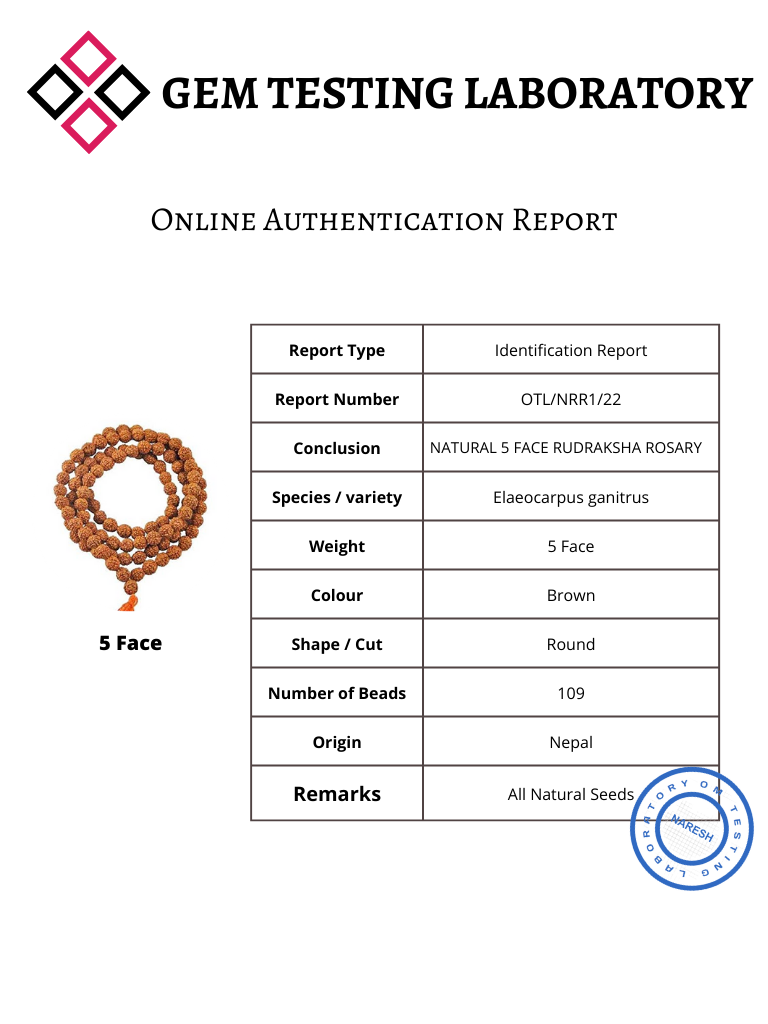 GEM TESTING LABORATORY
Online Authentication Report
Report Type Identification Report
Report Number OTL/NRR1/22
Conclusion NATURAL 5 FACE RUDRAKSHA ROSARY
Species / variety Elaeocarpus ganitrus
Weight 5 Face
Colour Brown
Shape / Cut Round
Number of Beads 109
Origin Nepal
Remarks All Natural Seeds
5 Face
OM TESTING LABORATORY
NARESH